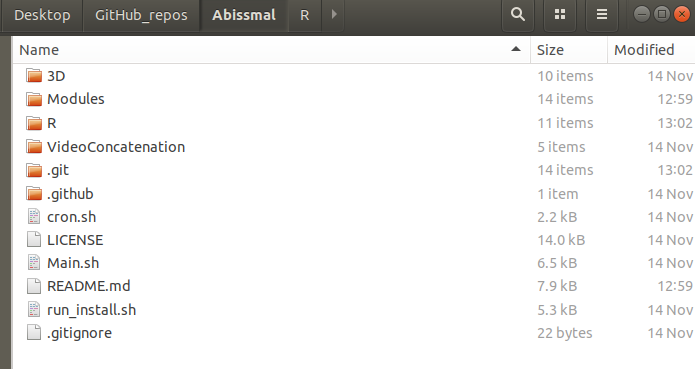 Desktop GitHub_repos Abissmal R
Name Size Modified
3D 10 items 14 Nov
Modules 14 items 12:59
R 11 items 13:02
VideoConcatenation 5 items 14 Nov
.git 14 items 13:02
.github 1 item 14 Nov
cron.sh 2.2 kB 14 Nov
LICENSE 14.0 kB 14 Nov
Main.sh 6.5 kB 14 Nov
README.md 7.9 kB 12:59
run_install.sh 5.3 kB 14 Nov
.gitignore 22 bytes 14 Nov